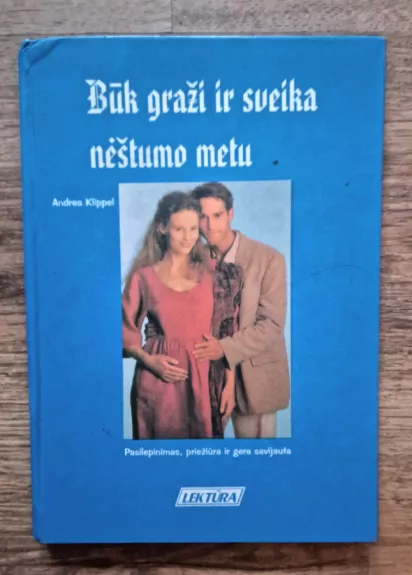 Būk graži ir sveika
nėštumo metu
Andrea Klippel
Pasilepinimas, priežiūra ir gera savijauta
LEKTŪRA